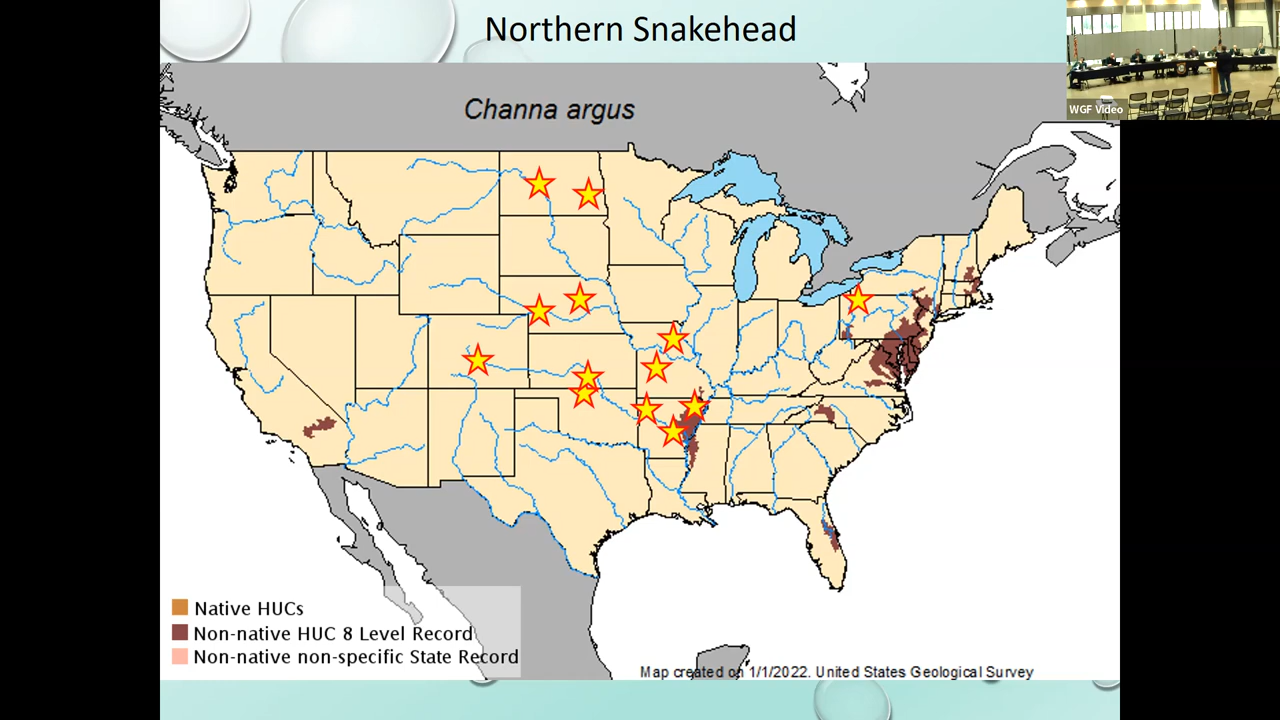 Northern Snakehead
WGF Video
Channa argus
Native HUCs
Non-native HUC 8 Level Record
Non-native non-specific State Record
Map created on 1/1/2022. United States Geological Survey